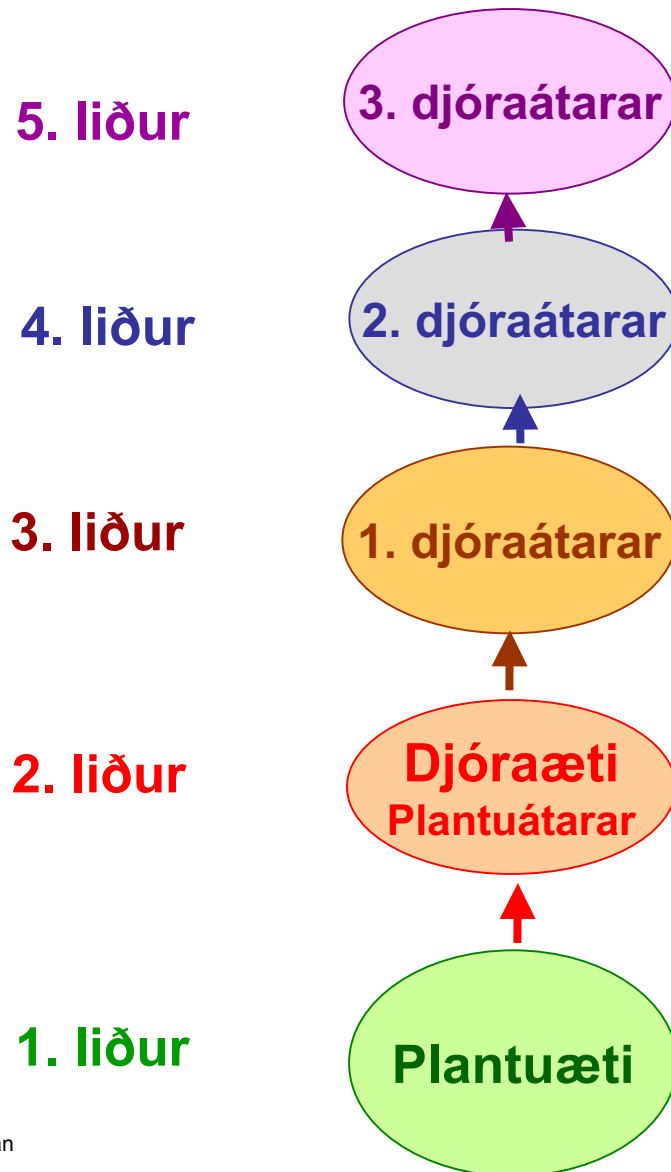 5. liður
3. djóraátarar
4. liður
2. djóraátarar
3. liður
1. djóraátarar
2. liður
Djóraæti
Plantuátarar
1. liður
Plantuæti